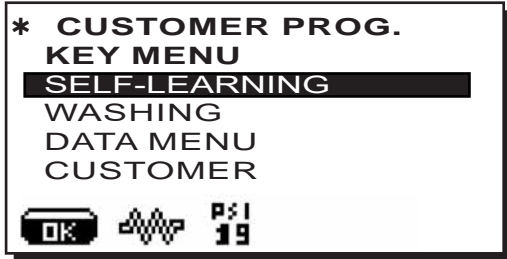 * CUSTOMER PROG.
KEY MENU
SELF-LEARNING
WASHING
DATA MENU
CUSTOMER
OK PSI
19